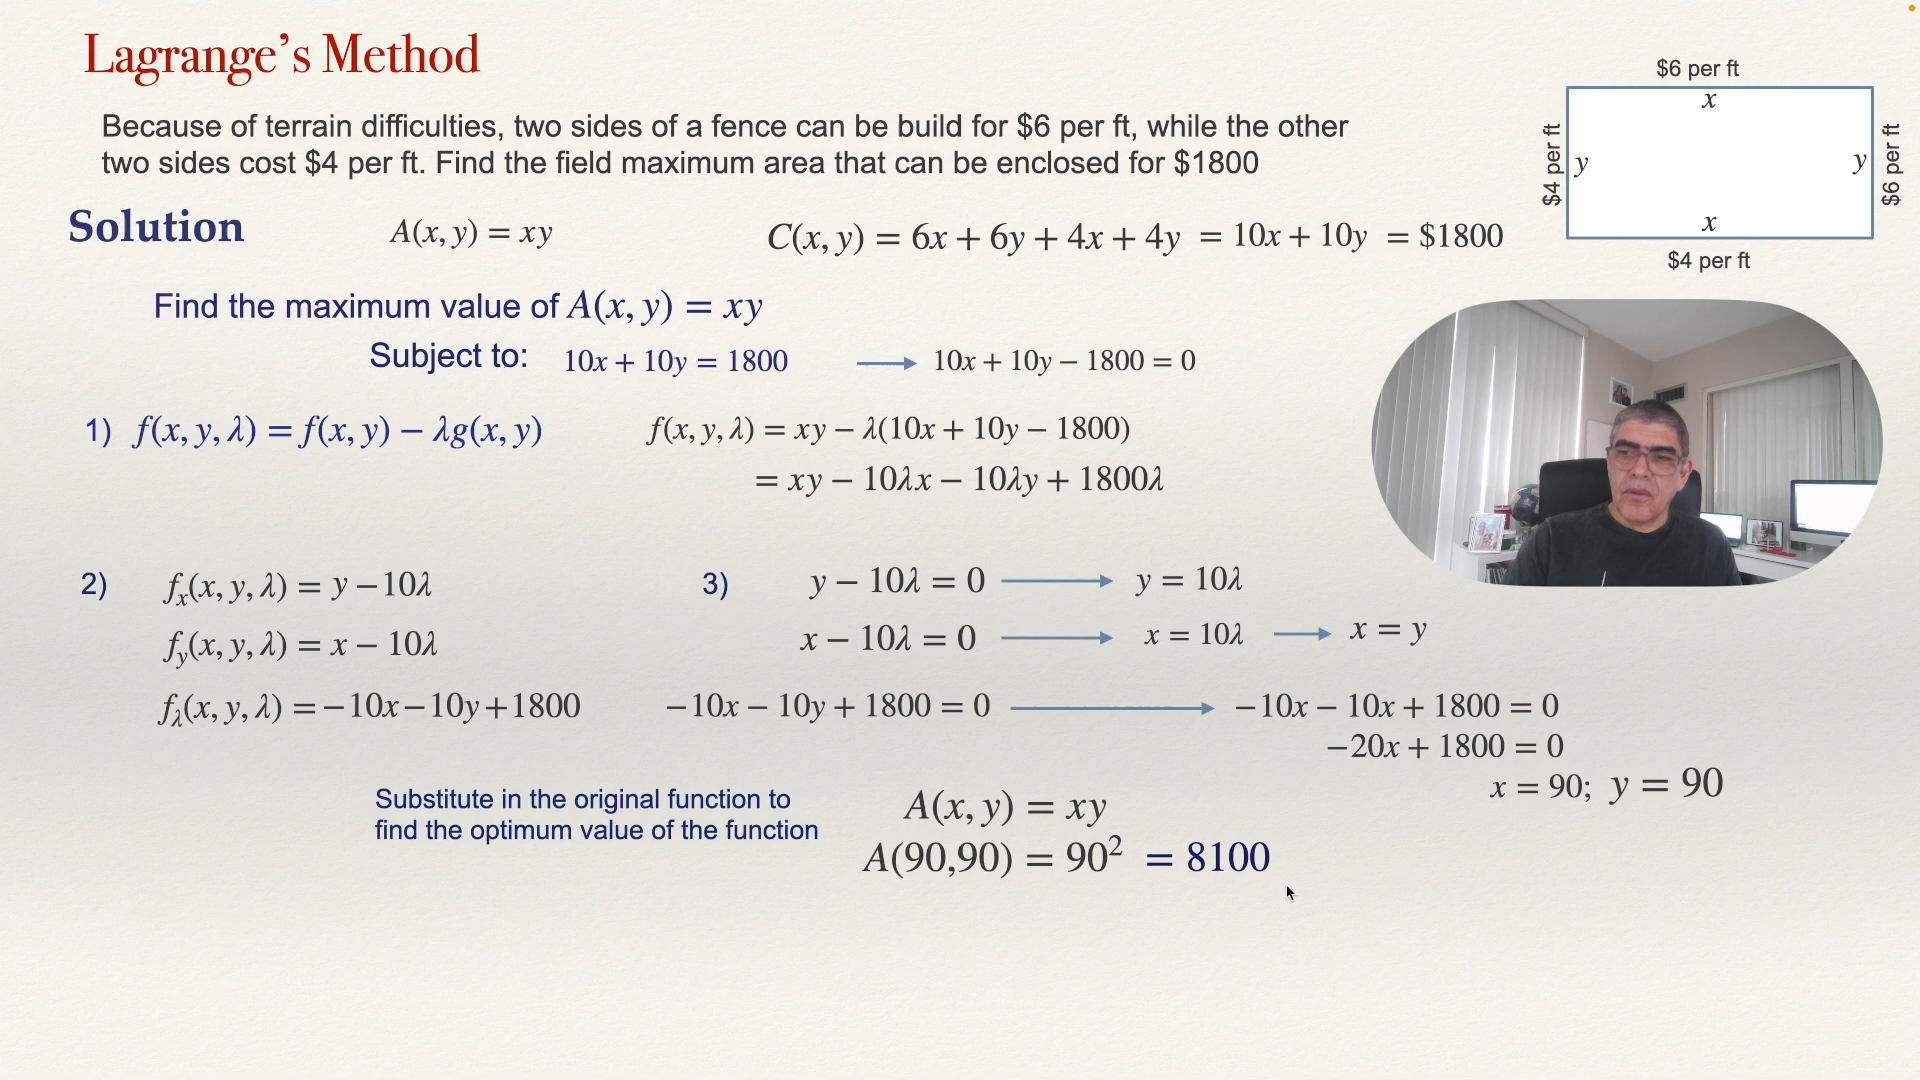 Lagrange’s Method
Because of terrain difficulties, two sides of a fence can be build for $6 per ft, while the other
two sides cost $4 per ft. Find the field maximum area that can be enclosed for $1800
$6 per ft
x
$4 per ft
y
y
$6 per ft
x
$4 per ft
Solution
A(x, y) = xy
C(x, y) = 6x + 6y + 4x + 4y = 10x + 10y = $1800
Find the maximum value of A(x, y) = xy
Subject to: 10x + 10y = 1800 → 10x + 10y − 1800 = 0
1) f(x, y, λ) = f(x, y) − λg(x, y)
f(x, y, λ) = xy − λ(10x + 10y − 1800)
= xy − 10λx − 10λy + 1800λ
2) fₓ(x, y, λ) = y − 10λ
f_y(x, y, λ) = x − 10λ
f_λ(x, y, λ) = −10x − 10y + 1800
3) y − 10λ = 0 → y = 10λ
x − 10λ = 0 → x = 10λ → x = y
−10x − 10y + 1800 = 0 → −10x − 10x + 1800 = 0
−20x + 1800 = 0
x = 90; y = 90
Substitute in the original function to
find the optimum value of the function
A(x, y) = xy
A(90,90) = 90² = 8100